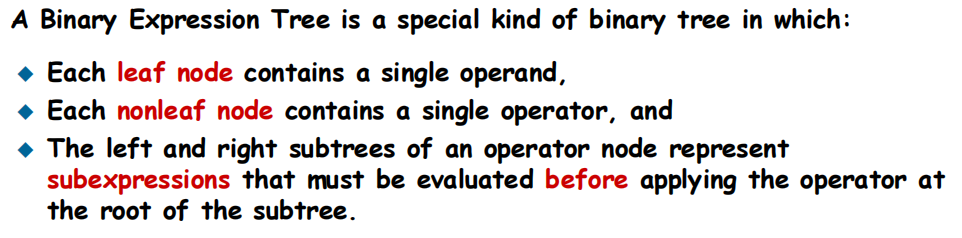 A Binary Expression Tree is a special kind of binary tree in which:
◆ Each leaf node contains a single operand,
◆ Each nonleaf node contains a single operator, and
◆ The left and right subtrees of an operator node represent
subexpressions that must be evaluated before applying the operator at
the root of the subtree.